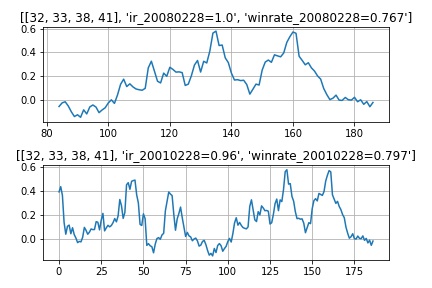 [[32, 33, 38, 41], 'ir_20080228=1.0', 'winrate_20080228=0.767']
0.6
0.4
0.2
0.0
80 100 120 140 160 180
[[32, 33, 38, 41], 'ir_20010228=0.96', 'winrate_20010228=0.797']
0.6
0.4
0.2
0.0
0 25 50 75 100 125 150 175